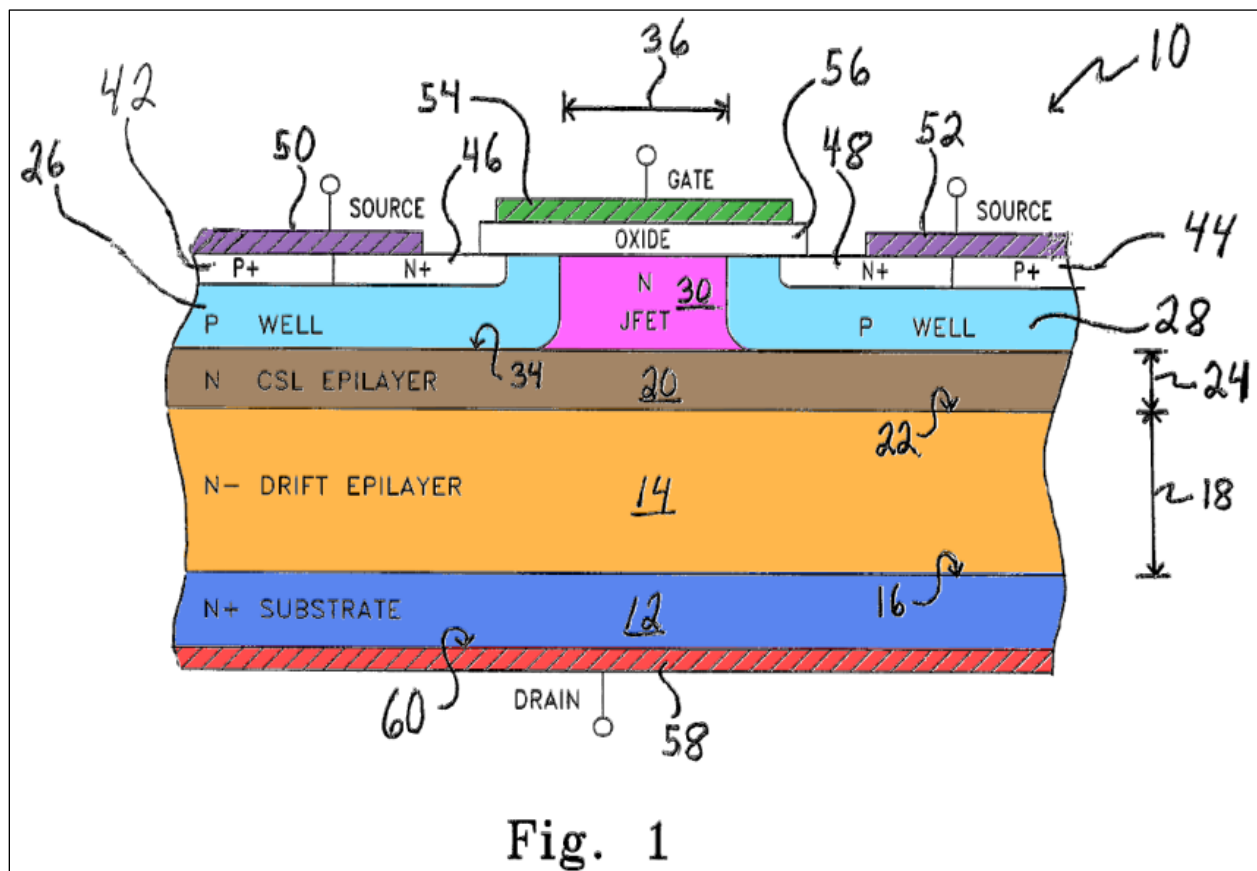 36
56
10
42
54
26
50
46
48
52
GATE
SOURCE
SOURCE
44
OXIDE
P+
N+
N+
P+
N 30
JFET
P WELL
P WELL
28
34
N CSL EPILAYER
20
24
22
N- DRIFT EPILAYER
14
18
16
N+ SUBSTRATE
12
60
DRAIN
58
Fig. 1